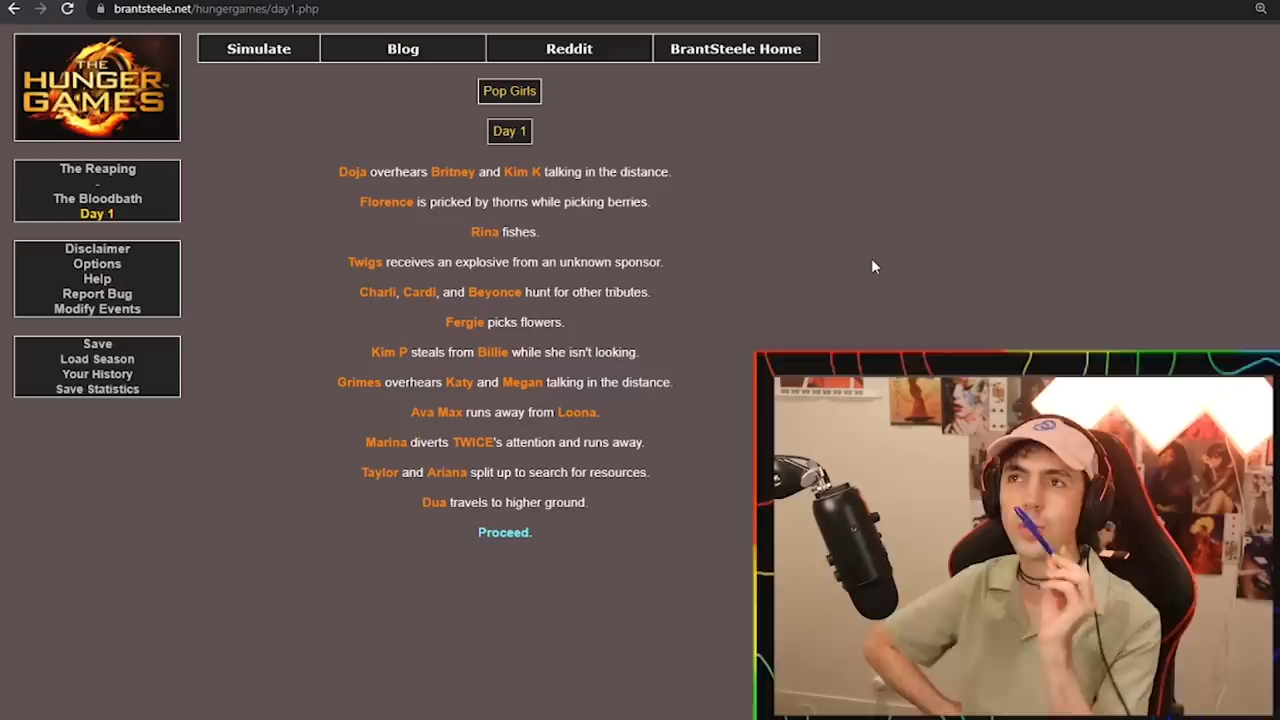 brantsteele.net/hungergames/day1.php
THE HUNGER GAMES
Simulate
Blog
Reddit
BrantSteele Home
The Reaping
-
The Bloodbath
Day 1
Disclaimer
Options
Help
Report Bug
Modify Events
Save
Load Season
Your History
Save Statistics
Pop Girls
Day 1
Doja overhears Britney and Kim K talking in the distance.
Florence is pricked by thorns while picking berries.
Rina fishes.
Twigs receives an explosive from an unknown sponsor.
Charli, Cardi, and Beyonce hunt for other tributes.
Fergie picks flowers.
Kim P steals from Billie while she isn't looking.
Grimes overhears Katy and Megan talking in the distance.
Ava Max runs away from Loona.
Marina diverts TWICE's attention and runs away.
Taylor and Ariana split up to search for resources.
Dua travels to higher ground.
Proceed.